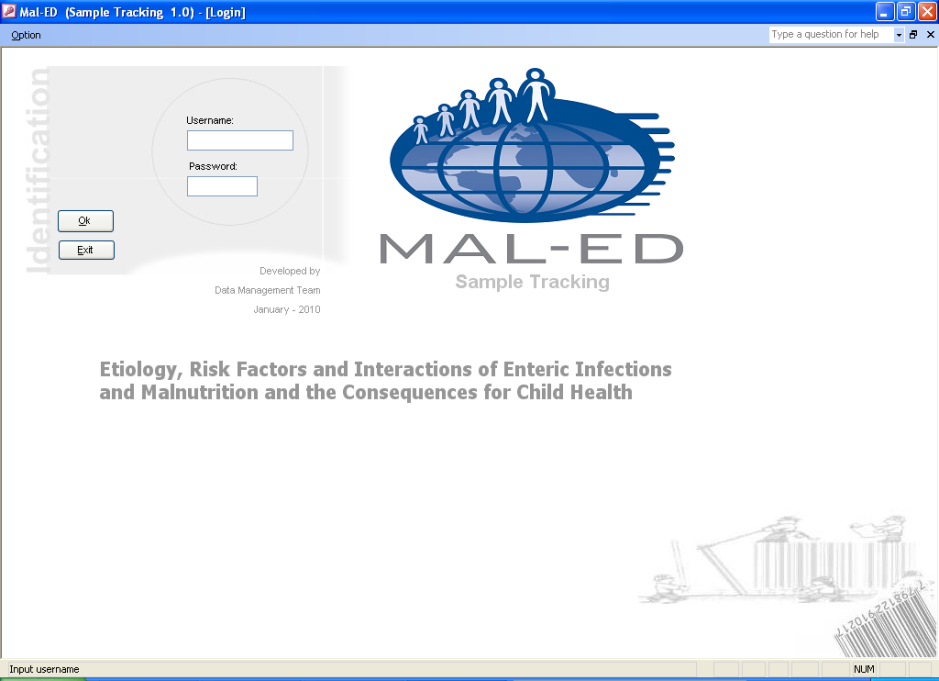 Mal-ED (Sample Tracking 1.0) - [Login]
Option
Type a question for help
Identification
Username:
Password:
Ok
Exit
Developed by
Data Management Team
January - 2010
MAL-ED
Sample Tracking
Etiology, Risk Factors and Interactions of Enteric Infections
and Malnutrition and the Consequences for Child Health
Input username
NUM